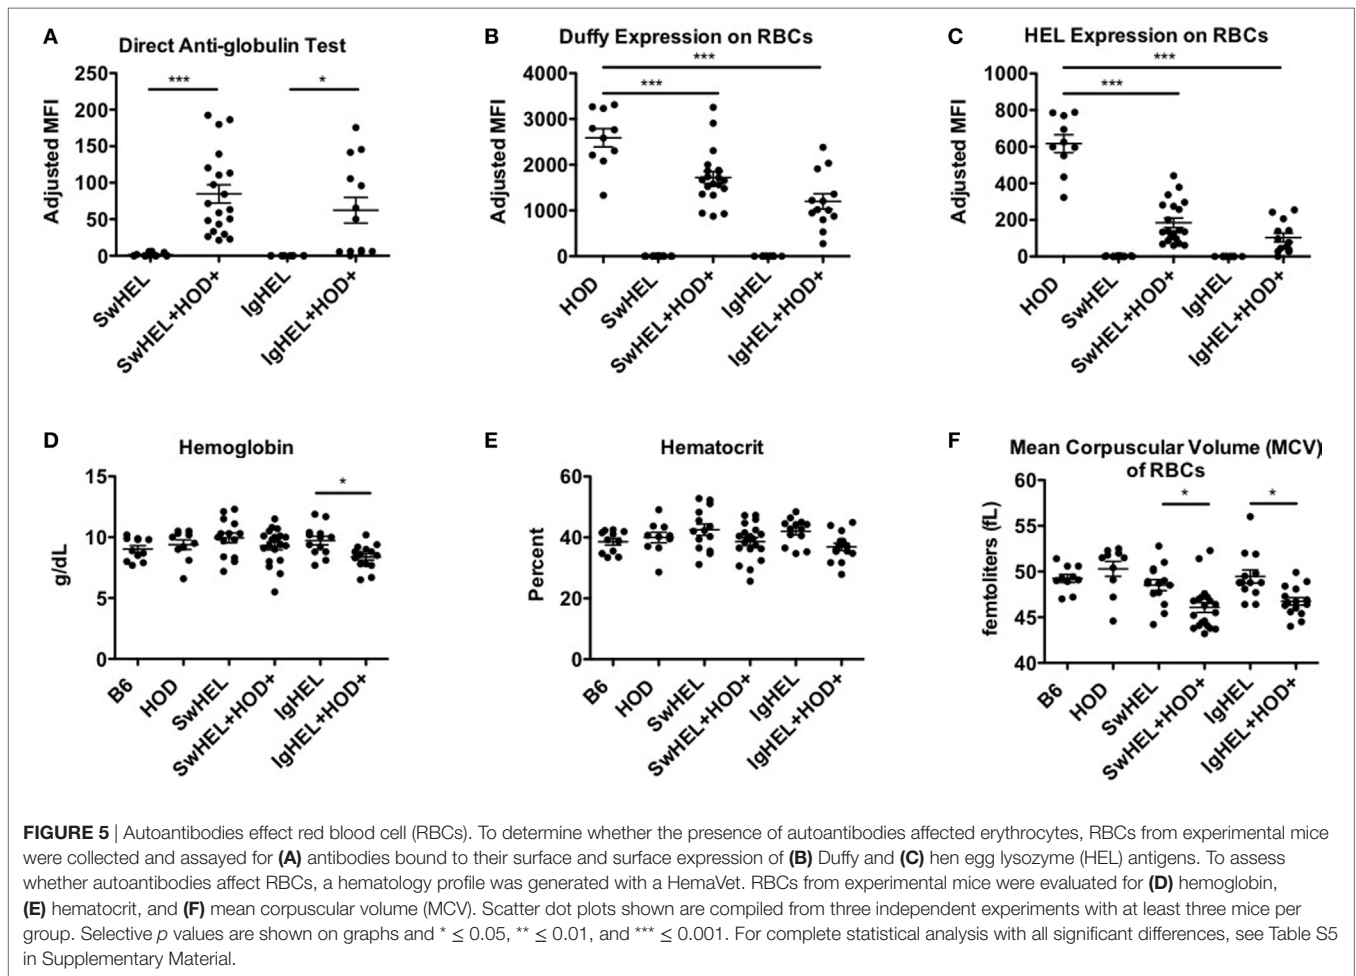 A
Direct Anti-globulin Test
Adjusted MFI
250
200
150
100
50
0
***
*
SwHEL
SwHEL+HOD+
IgHEL
IgHEL+HOD+
B
Duffy Expression on RBCs
Adjusted MFI
4000
3000
2000
1000
0
***
***
HOD
SwHEL
SwHEL+HOD+
IgHEL
IgHEL+HOD+
C
HEL Expression on RBCs
Adjusted MFI
1000
800
600
400
200
0
***
***
HOD
SwHEL
SwHEL+HOD+
IgHEL
IgHEL+HOD+
D
Hemoglobin
g/dL
15
10
5
0
*
B6
HOD
SwHEL
SwHEL+HOD+
IgHEL
IgHEL+HOD+
E
Hematocrit
Percent
60
40
20
0
B6
HOD
SwHEL
SwHEL+HOD+
IgHEL
IgHEL+HOD+
F
Mean Corpuscular Volume (MCV)
of RBCs
femtoliters (fL)
60
55
50
45
40
*
*
B6
HOD
SwHEL
SwHEL+HOD+
IgHEL
IgHEL+HOD+
FIGURE 5 | Autoantibodies effect red blood cell (RBCs). To determine whether the presence of autoantibodies affected erythrocytes, RBCs from experimental mice
were collected and assayed for (A) antibodies bound to their surface and surface expression of (B) Duffy and (C) hen egg lysozyme (HEL) antigens. To assess
whether autoantibodies affect RBCs, a hematology profile was generated with a HemaVet. RBCs from experimental mice were evaluated for (D) hemoglobin,
(E) hematocrit, and (F) mean corpuscular volume (MCV). Scatter dot plots shown are compiled from three independent experiments with at least three mice per
group. Selective p values are shown on graphs and * ≤ 0.05, ** ≤ 0.01, and *** ≤ 0.001. For complete statistical analysis with all significant differences, see Table S5
in Supplementary Material.